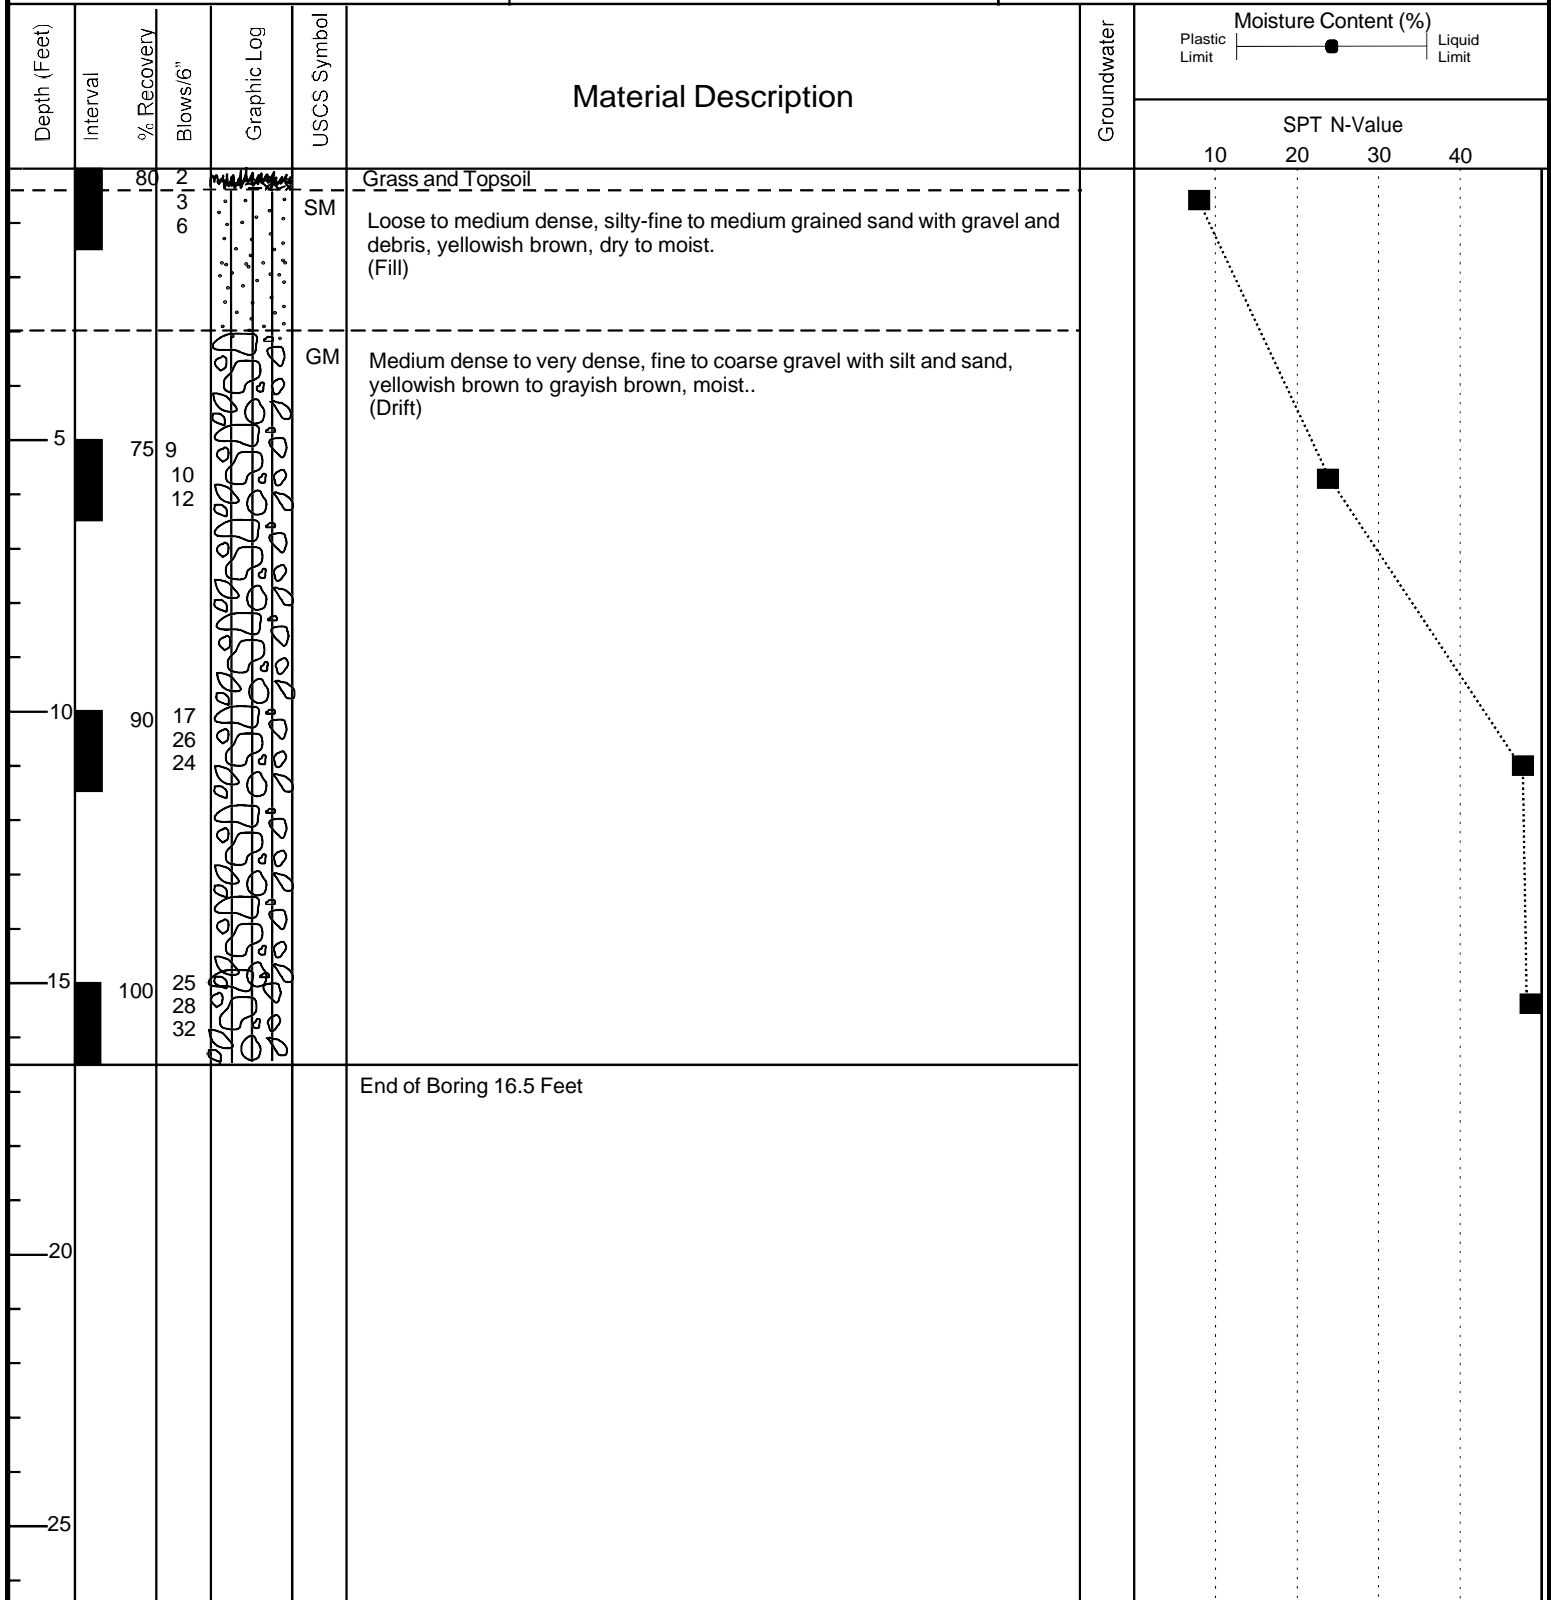 Depth (Feet)
Interval
% Recovery
Blows/6"
Graphic Log
USCS Symbol
Material Description
Groundwater
Moisture Content (%)
Plastic
Limit
Liquid
Limit
SPT N-Value
10 20 30 40
80 2
3
6
Grass and Topsoil
SM
Loose to medium dense, silty-fine to medium grained sand with gravel and
debris, yellowish brown, dry to moist.
(Fill)
GM
Medium dense to very dense, fine to coarse gravel with silt and sand,
yellowish brown to grayish brown, moist..
(Drift)
5
75 9
10
12
10
90 17
26
24
15
100 25
28
32
End of Boring 16.5 Feet
20
25